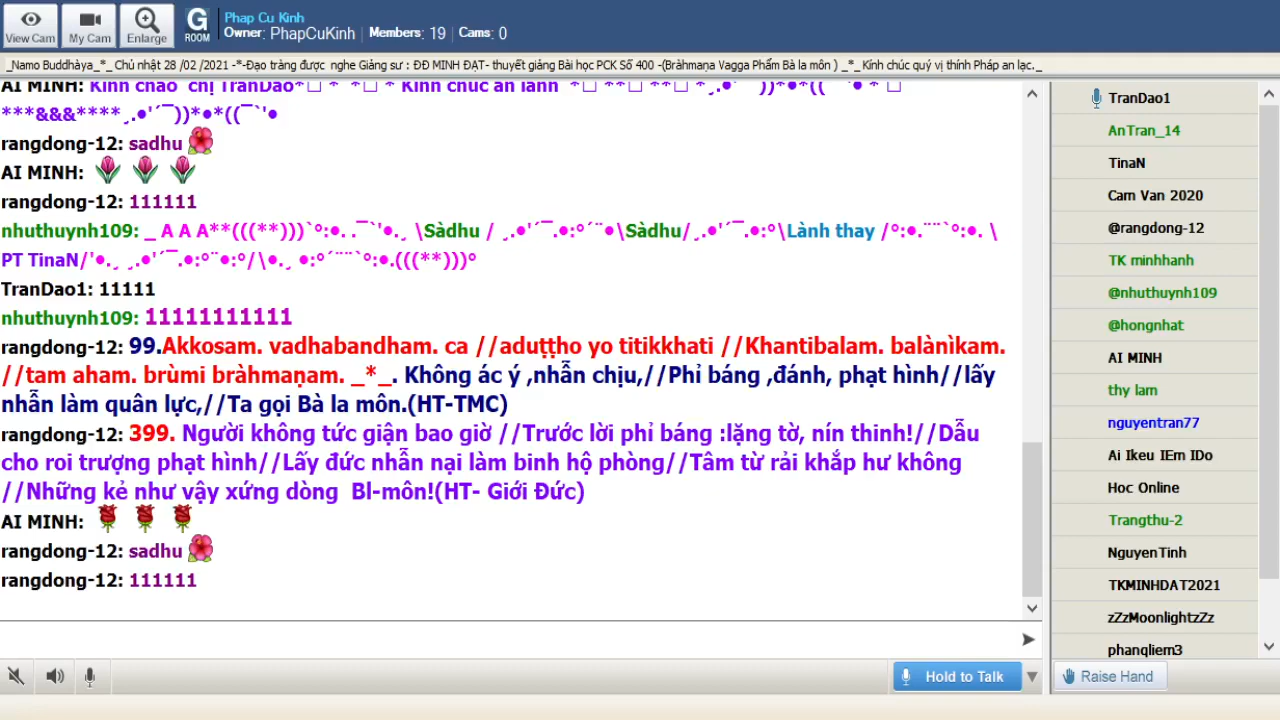 View Cam
My Cam
Enlarge
G
ROOM
Phap Cu Kinh
Owner: PhapCuKinh | Members: 19 | Cams: 0
_Namo Buddhàya_*_ Chủ nhật 28 /02 /2021 -*-Đạo tràng được nghe Giảng sư : ĐĐ MINH ĐẠT- thuyết giảng Bài học PCK Số 400 -(Bràhmaṇa Vagga Phẩm Bà la môn ) _*_Kính chúc quý vị thính Pháp an lạc._
AI MINH: Kính chào chị TranDao*□ * *□ * Kính chúc an lành *□ **□ **□ *¸.•'´¯))*•*((¯`'• * □
***&&&****¸.•'´¯))*•*((¯`'•
rangdong-12: sadhu
AI MINH:
rangdong-12: 111111
nhuthuynh109: _ A A A**(((**)))`°:•. .¯`'•.¸ \Sàdhu / ¸.•'´¯.•:°´¨•\Sàdhu/¸.•'´¯.•:°\Lành thay /°:•.¨¨`°:•. \
PT TinaN/'•.¸ ¸.•'´¯.•:°¨•:°/\•.¸ •:°´¨¨`°:•.(((**)))°
TranDao1: 11111
nhuthuynh109: 11111111111
rangdong-12: 99.Akkosam. vadhabandham. ca //aduṭṭho yo titikkhati //Khantibalam. balànìkam.
//tam aham. brùmi bràhmaṇam. _*_. Không ác ý ,nhẫn chịu,//Phỉ báng ,đánh, phạt hình//lấy
nhẫn làm quân lực,//Ta gọi Bà la môn.(HT-TMC)
rangdong-12: 399. Người không tức giận bao giờ //Trước lời phỉ báng :lặng tờ, nín thinh!//Dẫu
cho roi trượng phạt hình//Lấy đức nhẫn nại làm binh hộ phòng//Tâm từ rải khắp hư không
//Những kẻ như vậy xứng dòng Bl-môn!(HT- Giới Đức)
AI MINH:
rangdong-12: sadhu
rangdong-12: 111111
Hold to Talk
TranDao1
AnTran_14
TinaN
Cam Van 2020
@rangdong-12
TK minhhanh
@nhuthuynh109
@hongnhat
AI MINH
thy lam
nguyentran77
Ai Ikeu IEm IDo
Hoc Online
Trangthu-2
NguyenTinh
TKMINHDAT2021
zZzMoonlightzZz
phanqliem3
Raise Hand